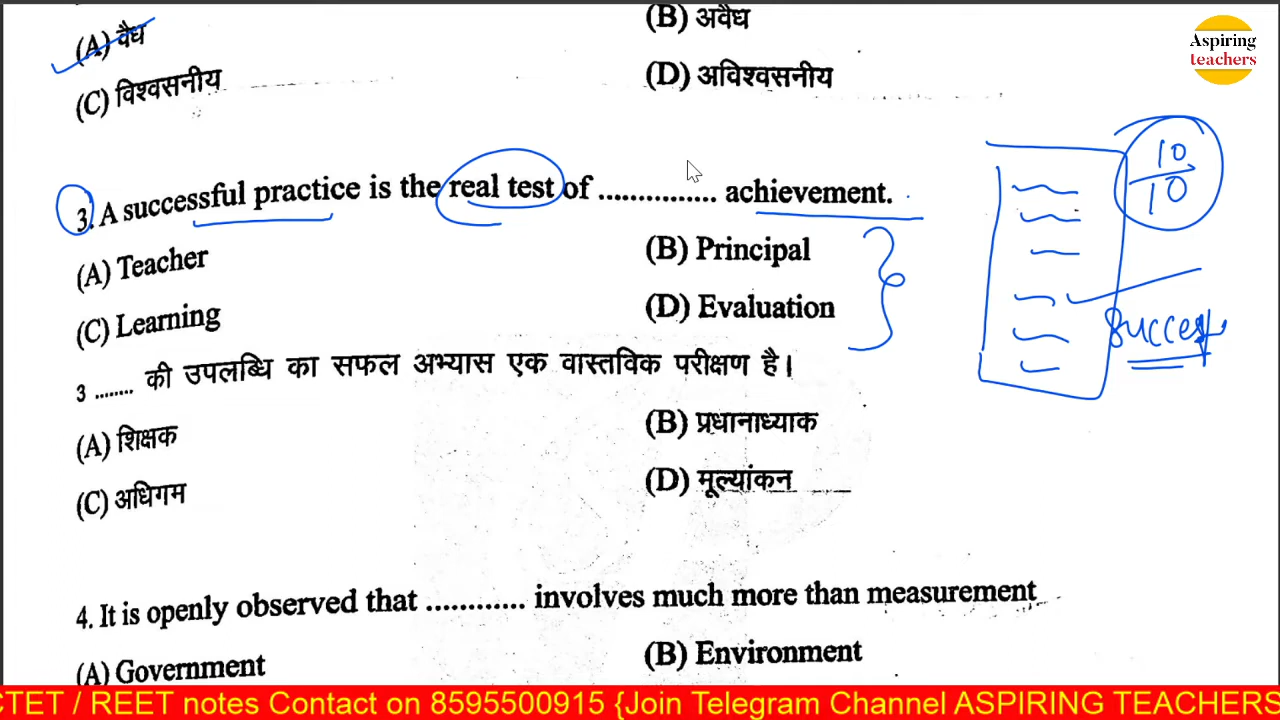 (A) वैध
(B) अवैध
(C) विश्वसनीय
(D) अविश्वसनीय
Aspiring
teachers
3. A successful practice is the real test of ............... achievement.
(A) Teacher
(B) Principal
(C) Learning
(D) Evaluation
10
10
success
3 ........ की उपलब्धि का सफल अभ्यास एक वास्तविक परीक्षण है।
(A) शिक्षक
(B) प्रधानाध्याक
(C) अधिगम
(D) मूल्यांकन
4. It is openly observed that ............ involves much more than measurement
(A) Government
(B) Environment
CTET / REET notes Contact on 8595500915 {Join Telegram Channel ASPIRING TEACHERS